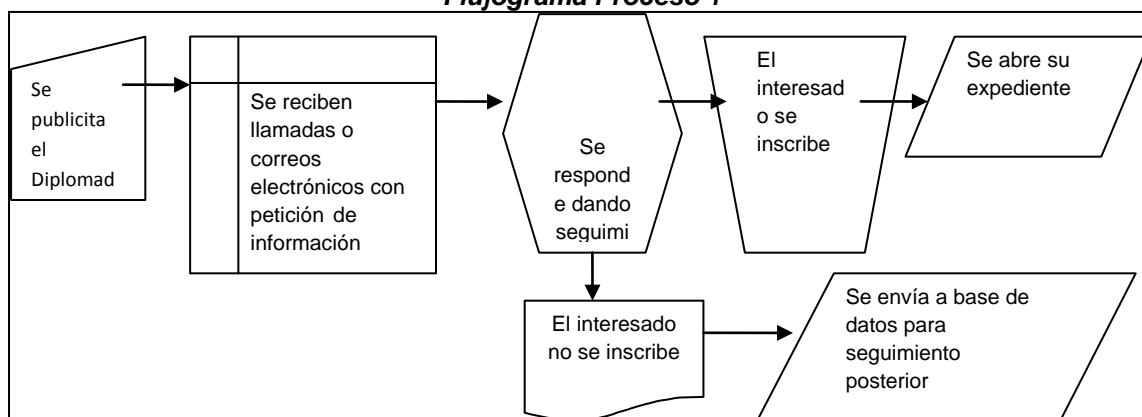 Flujograma Proceso 1
Se
publicita
el
Diplomad
Se reciben
llamadas o
correos
electrónicos con
petición de
información
Se
respond
e dando
seguimi
El
interesad
o se
inscribe
Se abre su
expediente
El interesado
no se inscribe
Se envía a base de
datos para
seguimiento
posterior